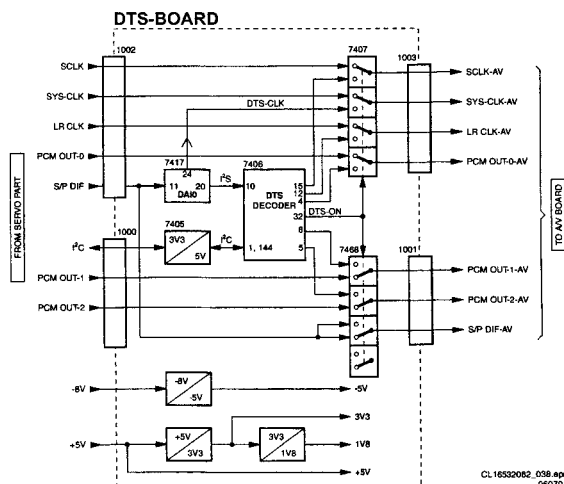 DTS-BOARD
1002
7407
1003
SCLK
SCLK-AV
SYS-CLK
SYS-CLK-AV
DTS-CLK
LR CLK
LR CLK-AV
PCM OUT-0
PCM OUT-0-AV
7417
24
7406
S/P DIF
11
20
DAI0
I²S
10
DTS
DECODER
15
12
4
32
DTS-ON
FROM SERVO PART
TO A/V BOARD
1000
7405
I²C
3V3
5V
I²C
1, 144
6
5
7468
1001
PCM OUT-1
PCM OUT-1-AV
PCM OUT-2
PCM OUT-2-AV
S/P DIF-AV
-8V
-8V
-5V
-5V
3V3
+5V
+5V
3V3
3V3
1V8
1V8
+5V